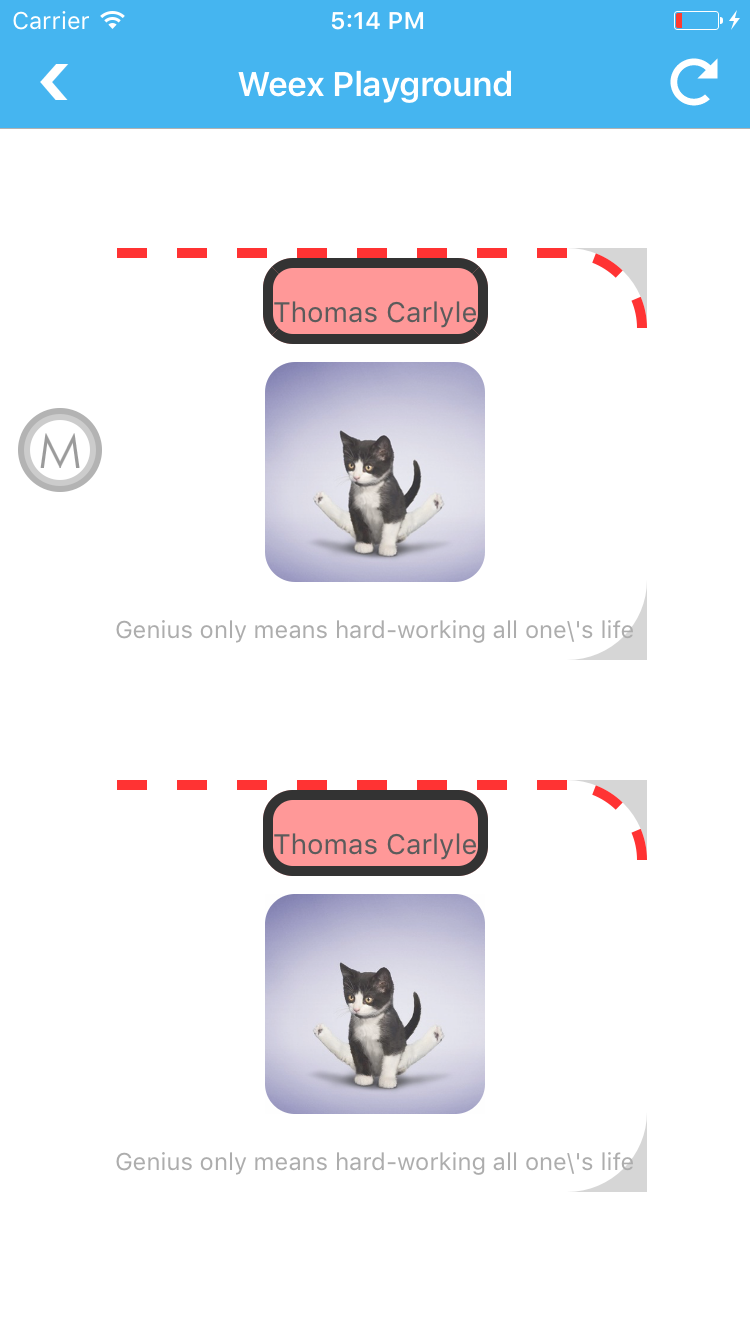 Carrier 5:14 PM
Weex Playground
Thomas Carlyle
M
Genius only means hard-working all one\'s life
Thomas Carlyle
Genius only means hard-working all one\'s life